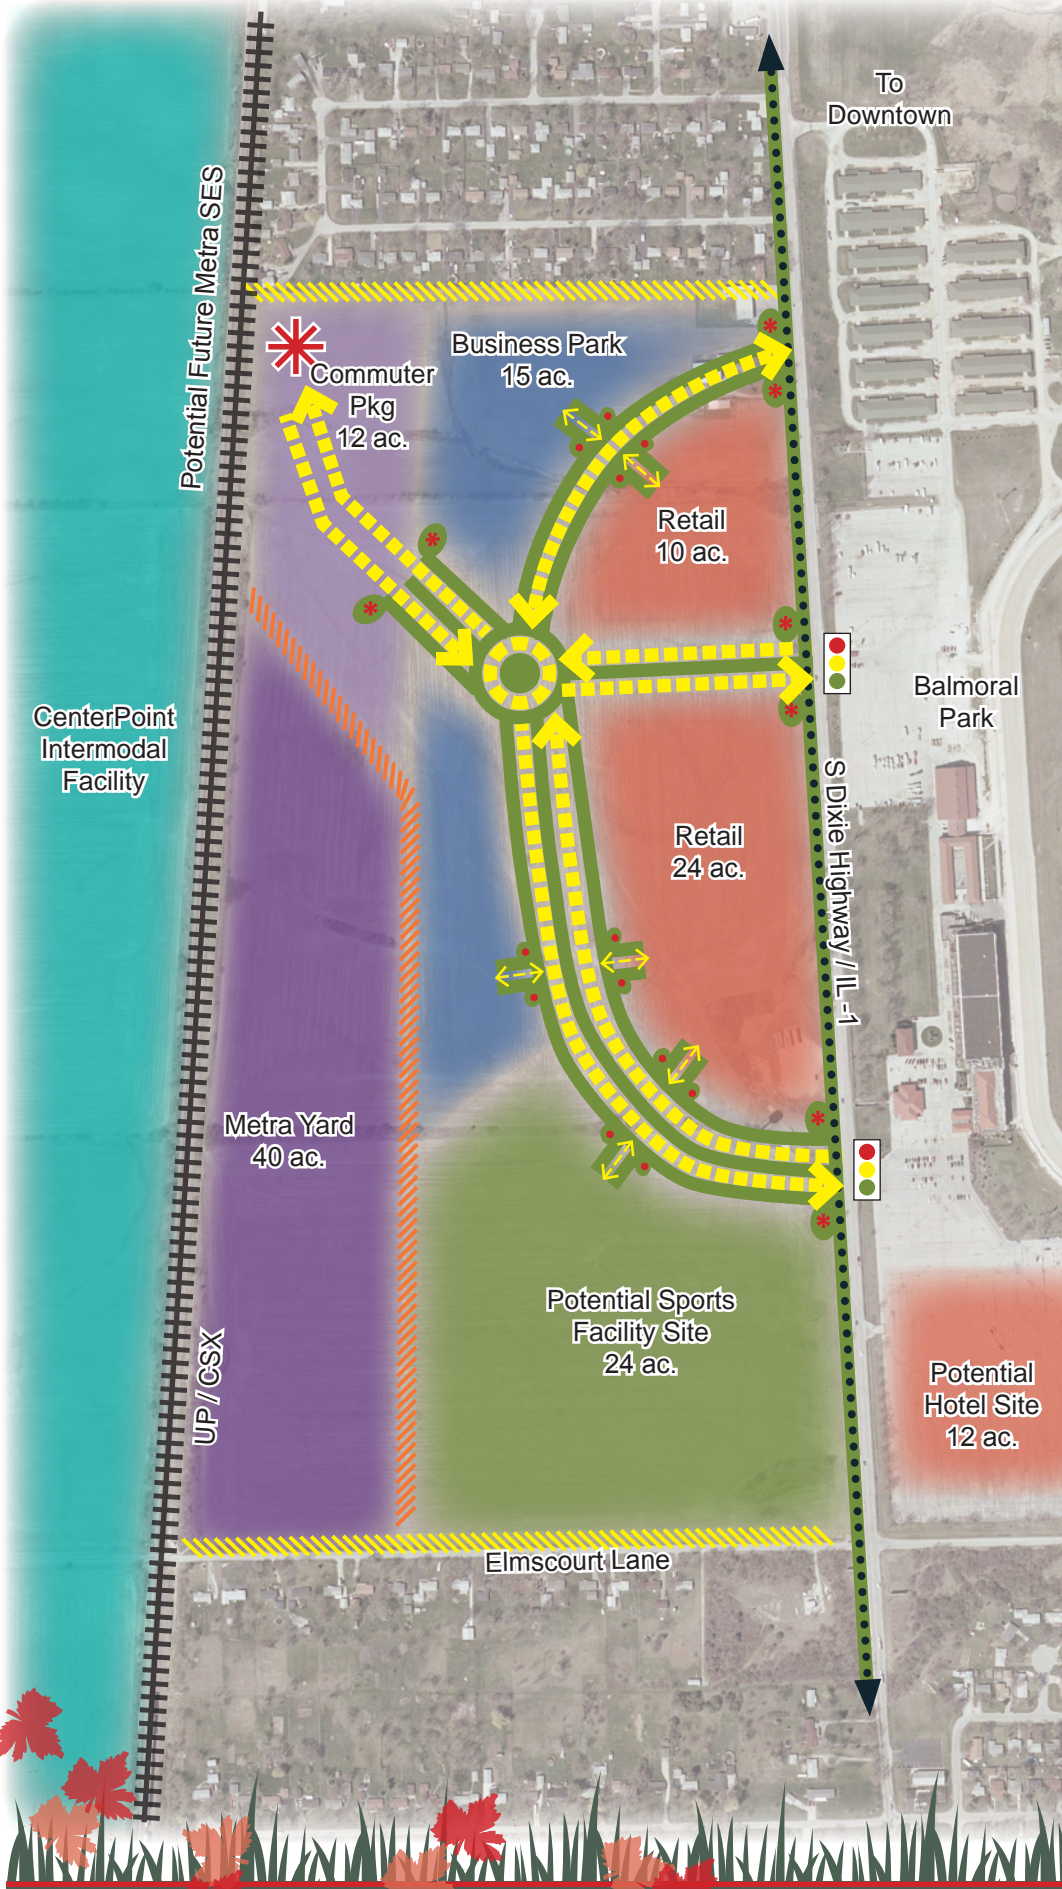 To
Downtown
Potential Future Metra SES
Business Park
15 ac.
Commuter
Pkg
12 ac.
Retail
10 ac.
CenterPoint
Intermodal
Facility
Balmoral
Park
S Dixie Highway / IL-1
Retail
24 ac.
Metra Yard
40 ac.
UP / CSX
Potential Sports
Facility Site
24 ac.
Potential
Hotel Site
12 ac.
Elmscourt Lane